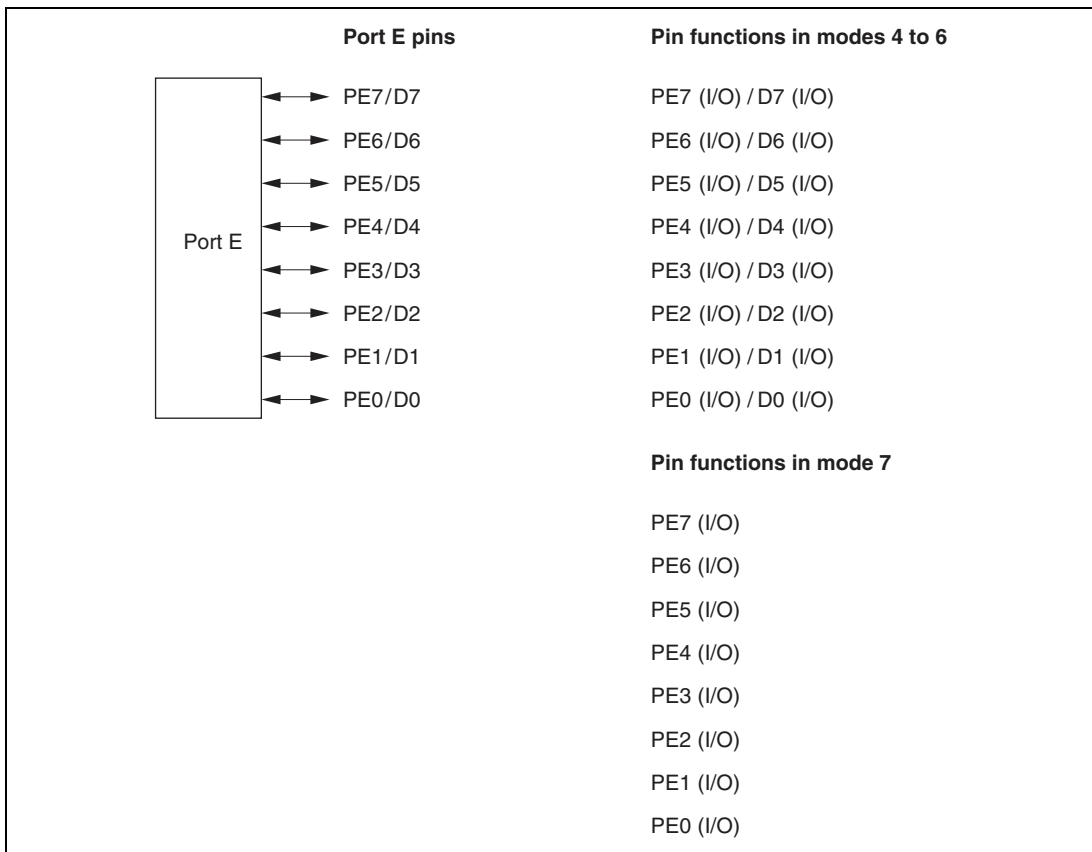 Port E pins Pin functions in modes 4 to 6
PE7/D7 PE7 (I/O) / D7 (I/O)
PE6/D6 PE6 (I/O) / D6 (I/O)
PE5/D5 PE5 (I/O) / D5 (I/O)
PE4/D4 PE4 (I/O) / D4 (I/O)
Port E
PE3/D3 PE3 (I/O) / D3 (I/O)
PE2/D2 PE2 (I/O) / D2 (I/O)
PE1/D1 PE1 (I/O) / D1 (I/O)
PE0/D0 PE0 (I/O) / D0 (I/O)
Pin functions in mode 7
PE7 (I/O)
PE6 (I/O)
PE5 (I/O)
PE4 (I/O)
PE3 (I/O)
PE2 (I/O)
PE1 (I/O)
PE0 (I/O)